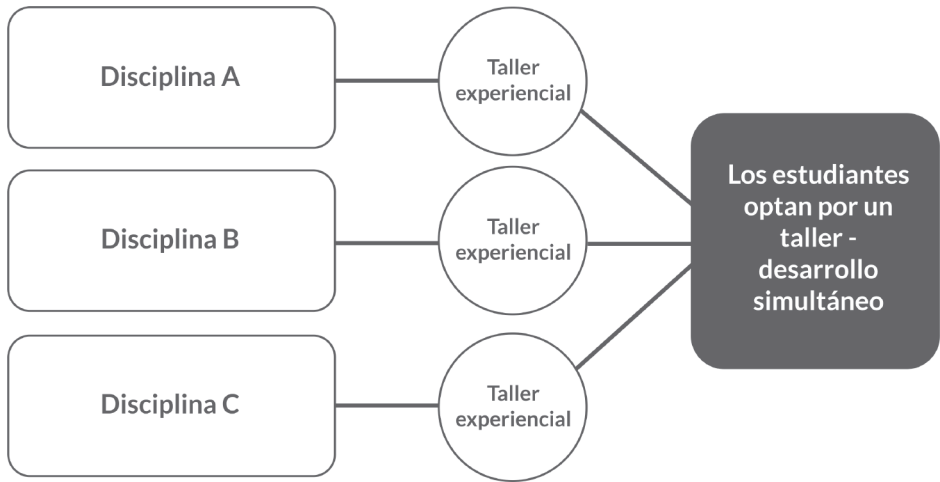 Disciplina A
Taller
experiencial
Disciplina B
Taller
experiencial
Disciplina C
Taller
experiencial
Los estudiantes
optan por un
taller -
desarrollo
simultáneo